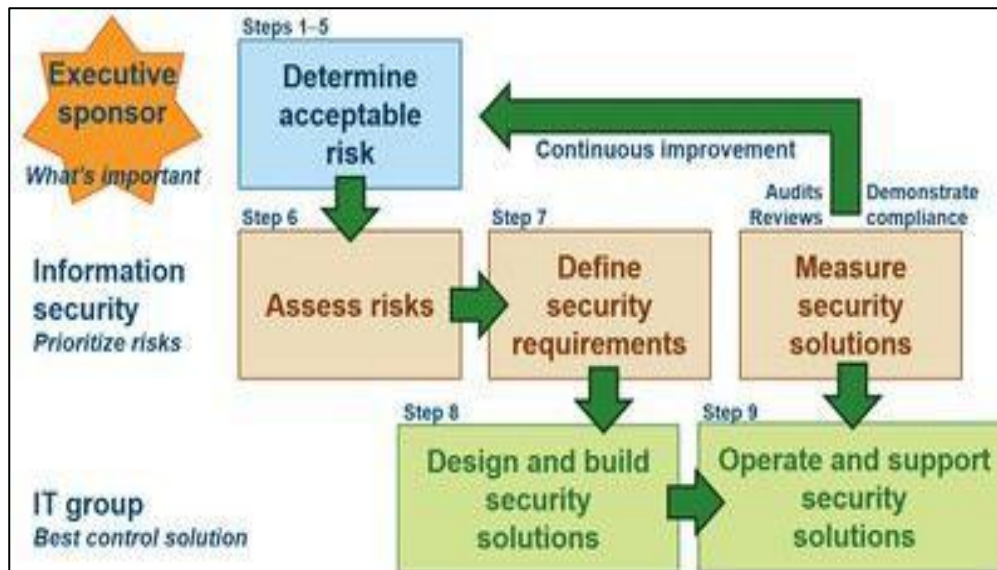 Executive
sponsor
What's important
Steps 1–5
Determine
acceptable
risk
Continuous improvement
Audits
Reviews
Demonstrate
compliance
Information
security
Prioritize risks
Step 6
Assess risks
Step 7
Define
security
requirements
Measure
security
solutions
IT group
Best control solution
Step 8
Design and build
security
solutions
Step 9
Operate and support
security
solutions